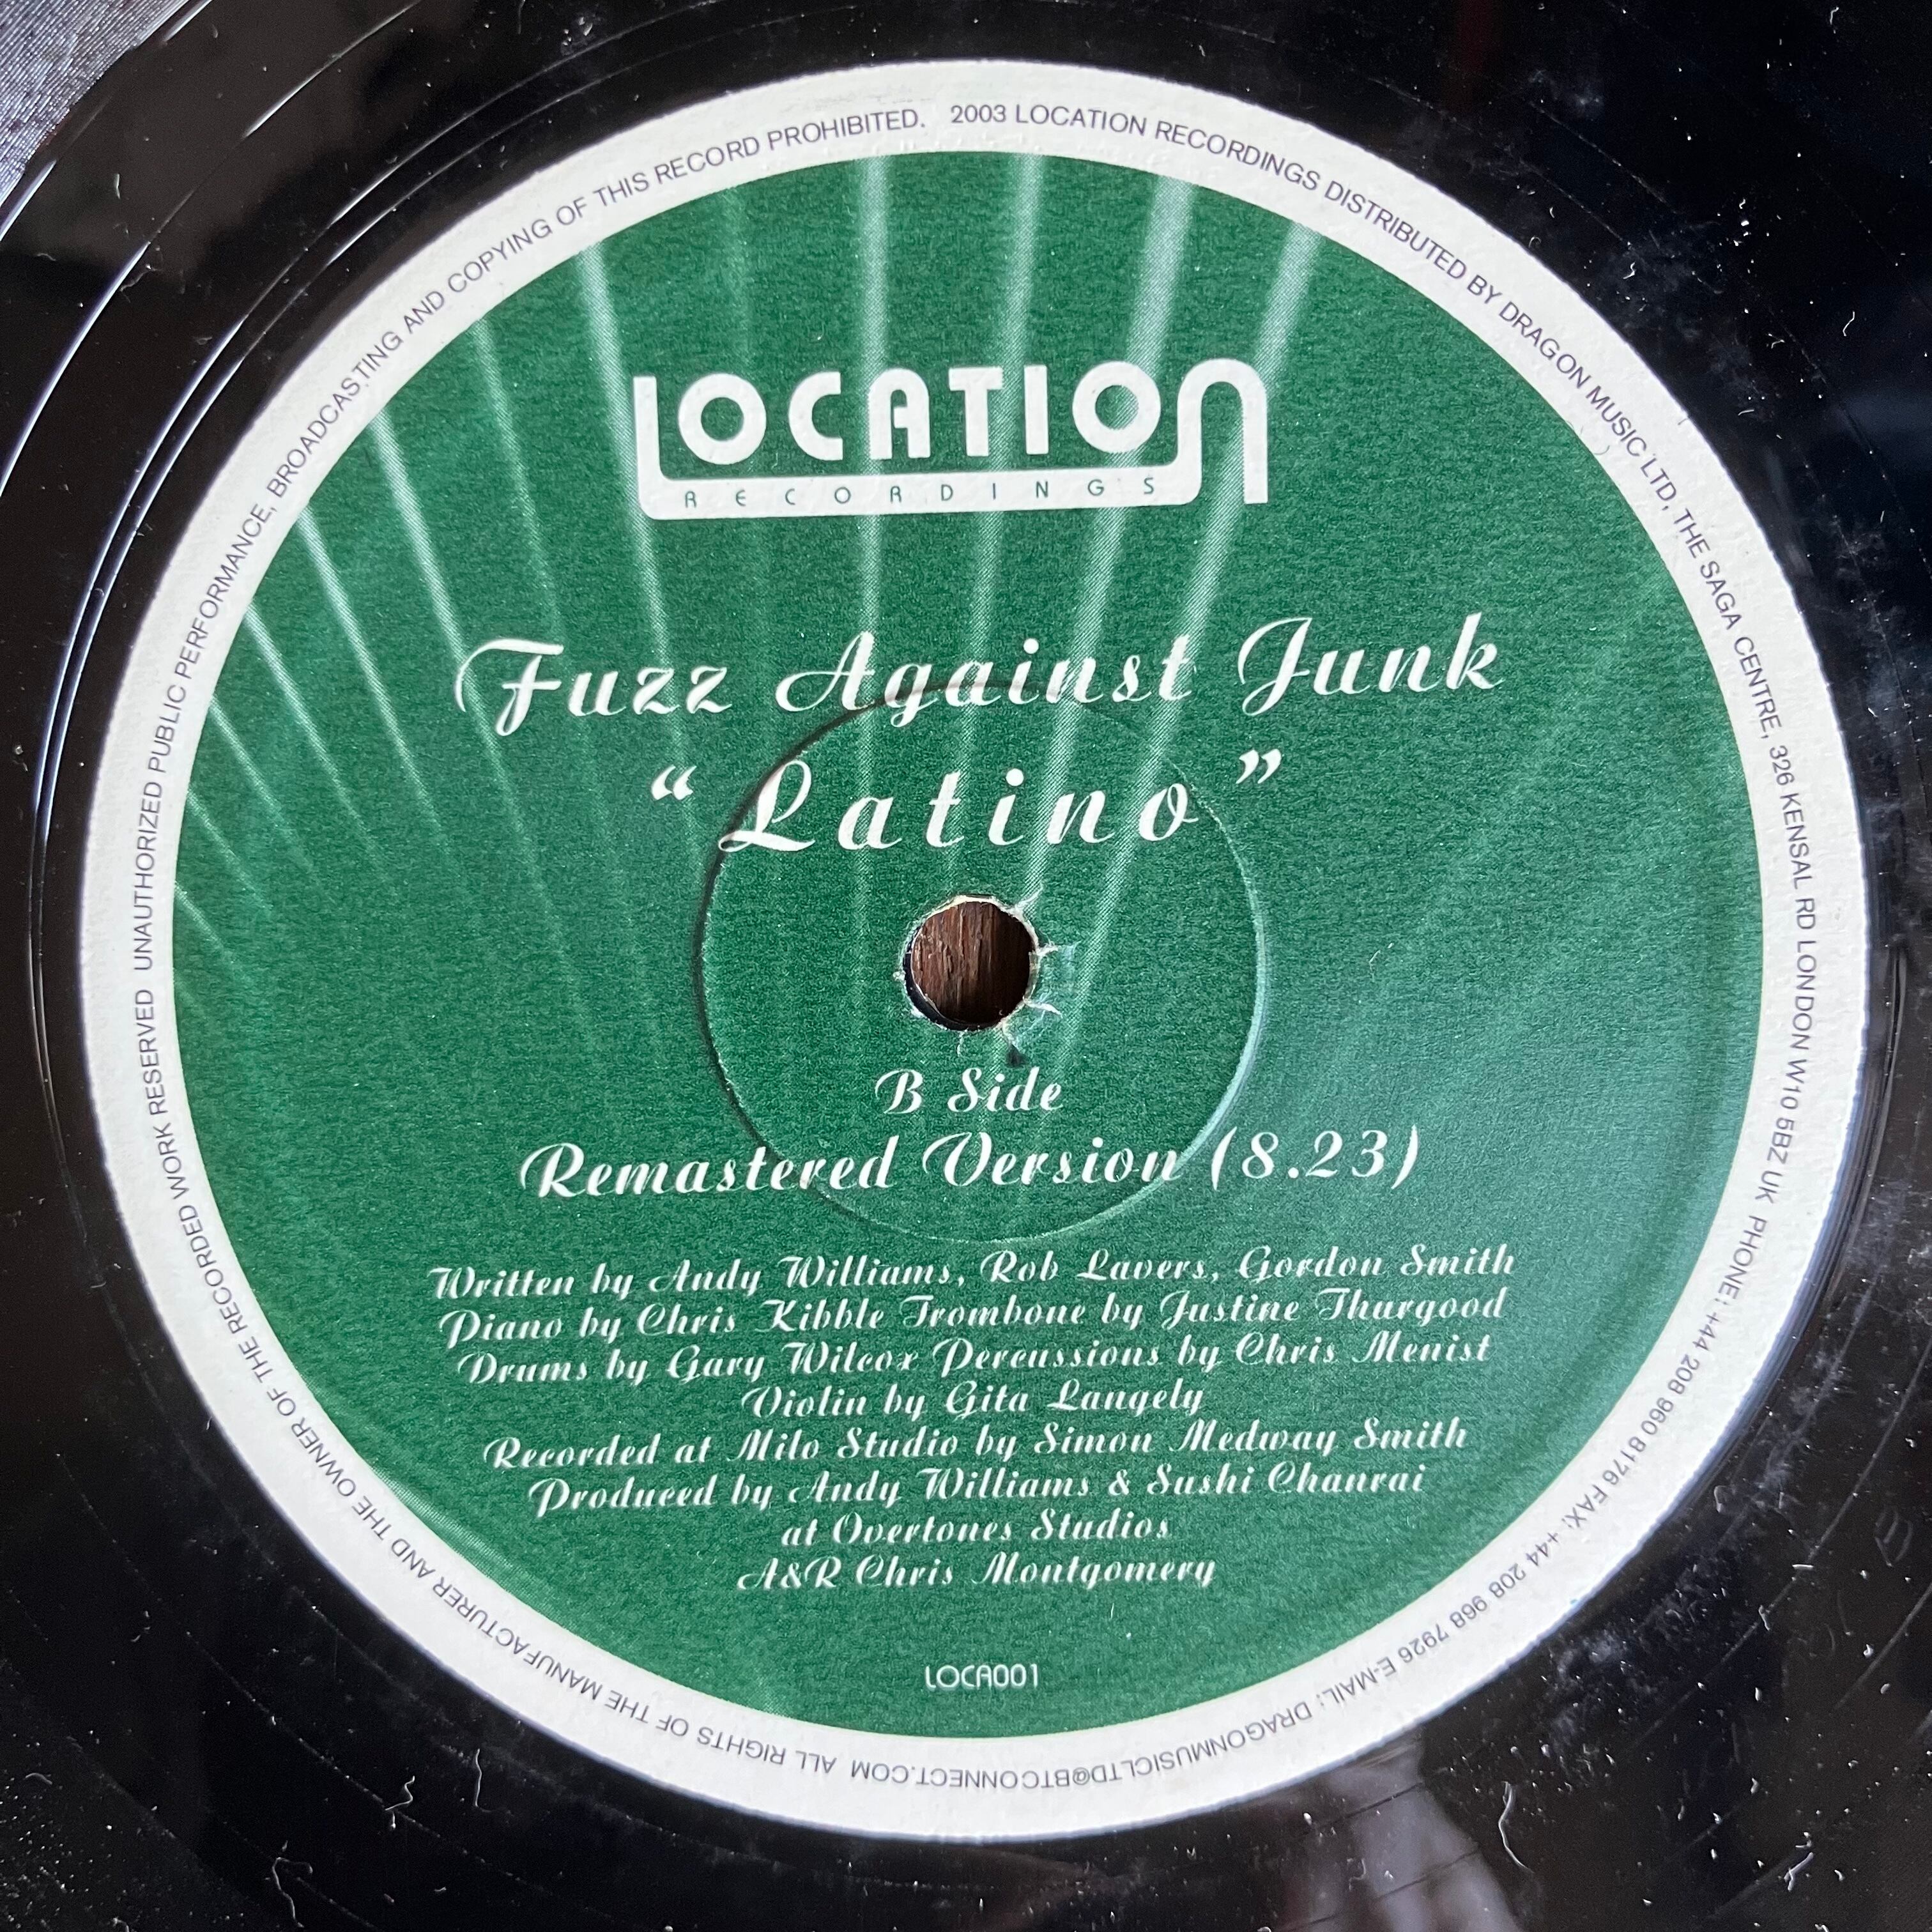 LOCATION
RECORDINGS
Fuzz Against Junk
“Latino”
B Side
Remastered Version (8.23)
Written by Andy Williams, Rob Lavers, Gordon Smith
Piano by Chris Kibble Trombone by Justine Thurgood
Drums by Gary Wilcox Percussions by Chris Menist
Violin by Gita Langely
Recorded at Milo Studio by Simon Medway Smith
Produced by Andy Williams & Sushi Chanrai
at Overtones Studios
A&R Chris Montgomery
LOCA001
2003 LOCATION RECORDINGS DISTRIBUTED BY DRAGON MUSIC LTD, THE SAGA CENTRE, 326 KENSAL RD LONDON W10 5BZ UK PHONE: +44 208 960 8176 FAX: +44 208 968 7926 E-MAIL: DRAGONMUSICLTD@BTCONNECT.COM ALL RIGHTS OF THE MANUFACTURER AND THE OWNER OF THE RECORDED WORK RESERVED UNAUTHORIZED PUBLIC PERFORMANCE, BROADCASTING AND COPYING OF THIS RECORD PROHIBITED.